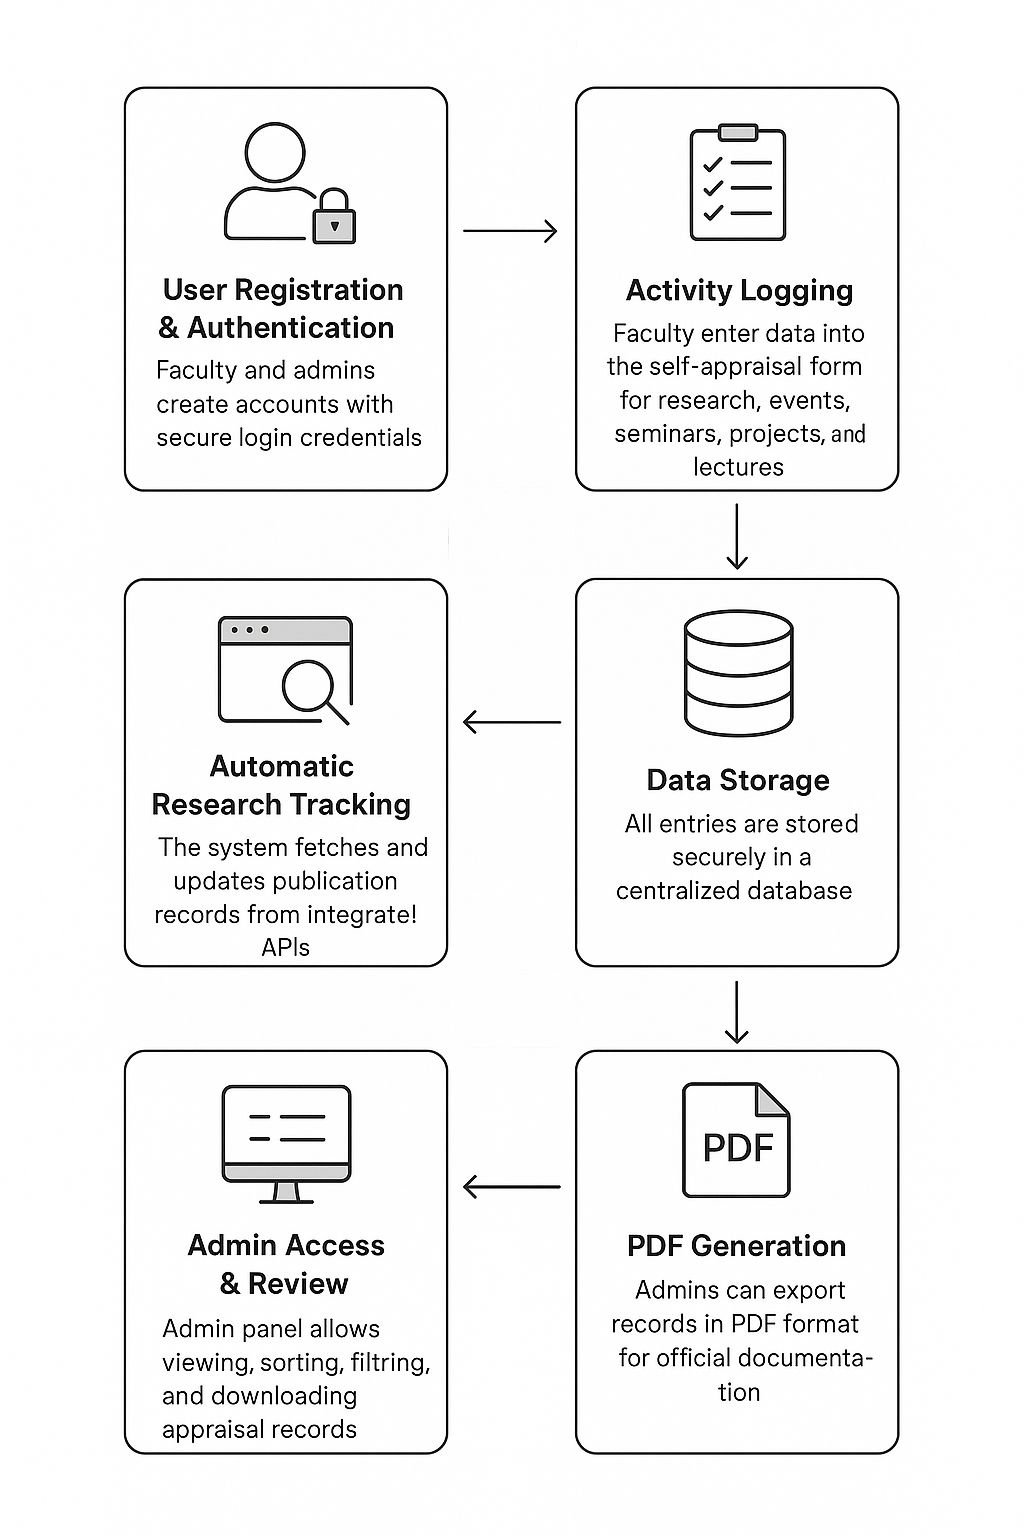 User Registration
& Authentication
Faculty and admins
create accounts with
secure login credentials
Activity Logging
Faculty enter data into
the self-appraisal form
for research, events,
seminars, projects, and
lectures
Automatic
Research Tracking
The system fetches and
updates publication
records from integrate!
APIs
Data Storage
All entries are stored
securely in a
centralized database
Admin Access
& Review
Admin panel allows
viewing, sorting, filtring,
and downloading
appraisal records
PDF
PDF Generation
Admins can export
records in PDF format
for official documenta-
tion